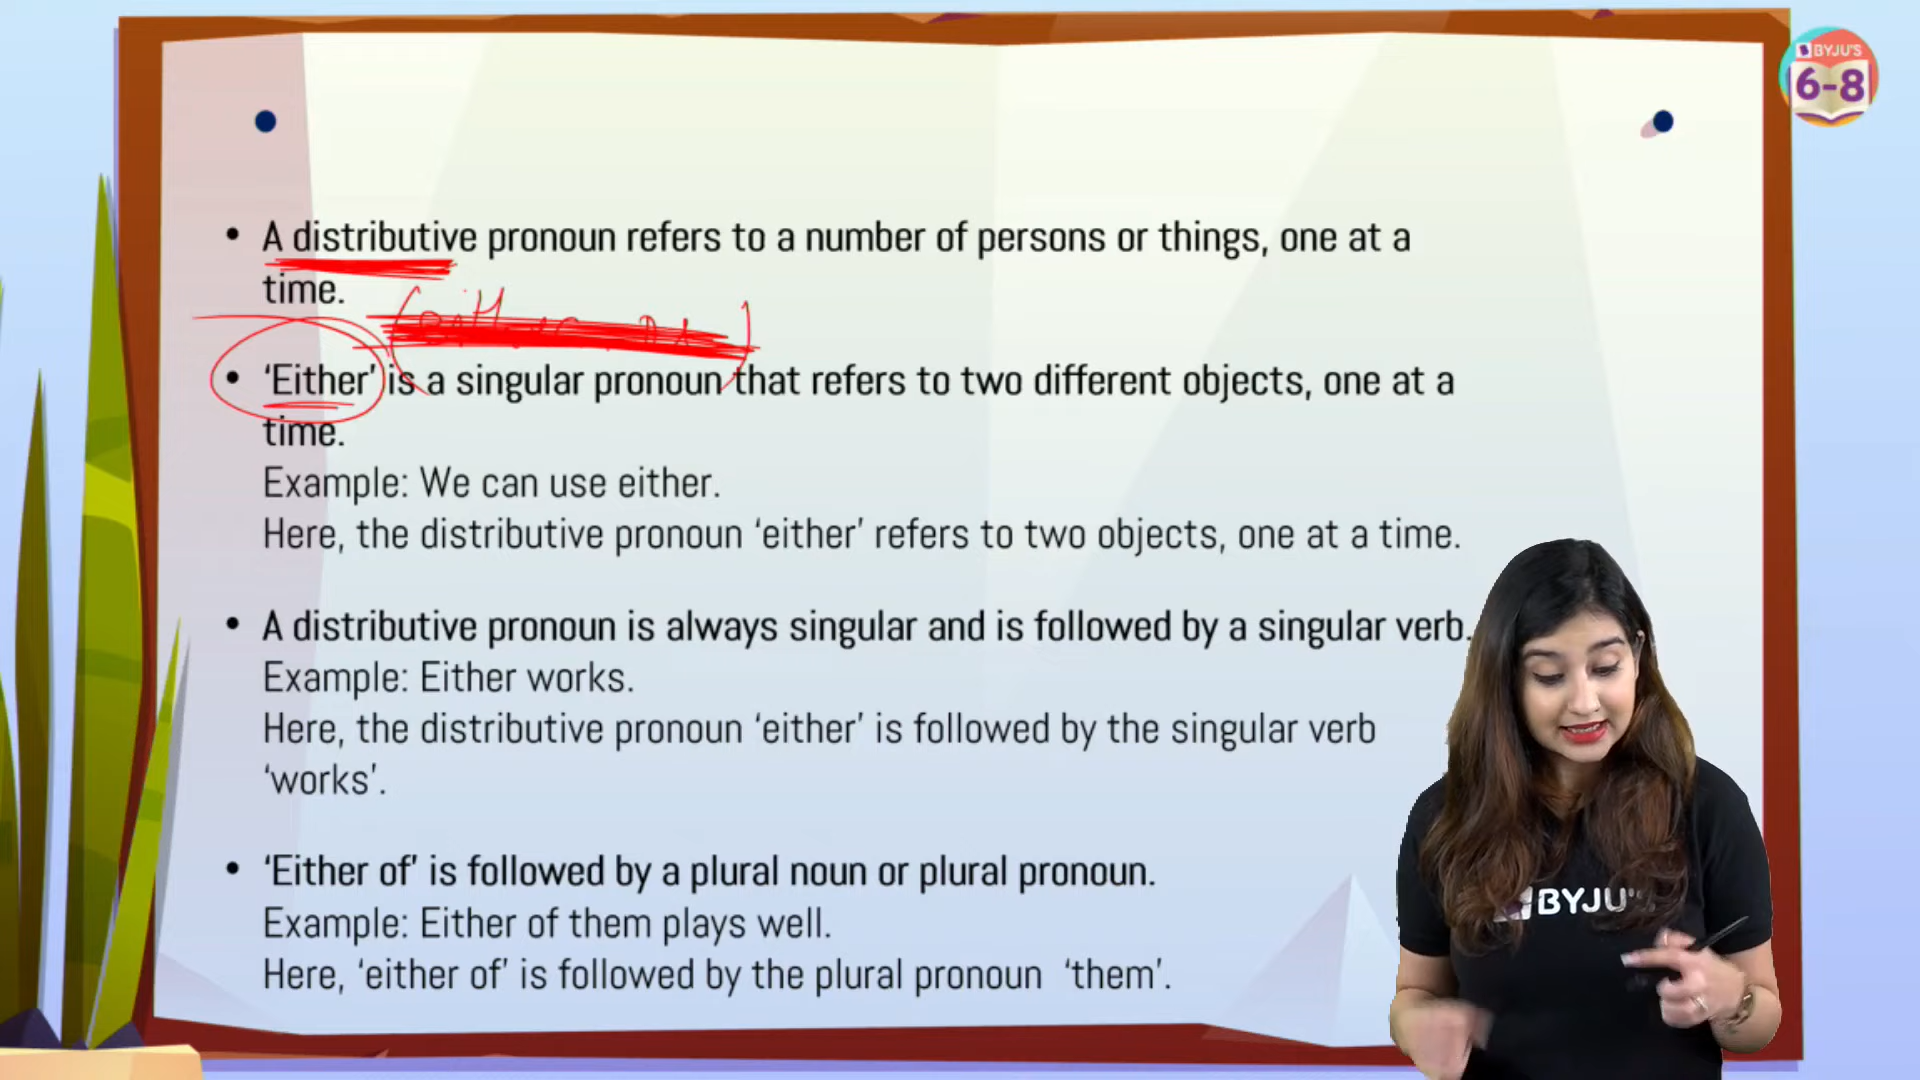 BYJU'S
6-8
• A distributive pronoun refers to a number of persons or things, one at a
time.
• ‘Either’ is a singular pronoun that refers to two different objects, one at a
time.
Example: We can use either.
Here, the distributive pronoun ‘either’ refers to two objects, one at a time.
• A distributive pronoun is always singular and is followed by a singular verb.
Example: Either works.
Here, the distributive pronoun ‘either’ is followed by the singular verb
‘works’.
• ‘Either of’ is followed by a plural noun or plural pronoun.
Example: Either of them plays well.
Here, ‘either of’ is followed by the plural pronoun ‘them’.
BYJU'S